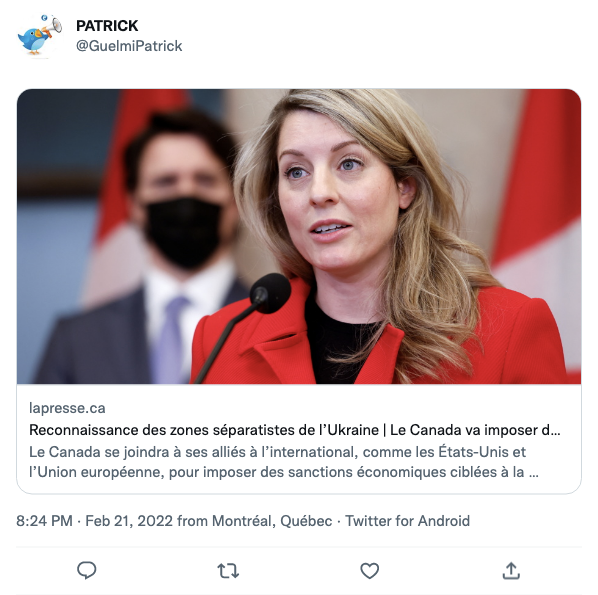 PATRICK
@GuelmiPatrick
lapresse.ca
Reconnaissance des zones séparatistes de l’Ukraine | Le Canada va imposer d...
Le Canada se joindra à ses alliés à l’international, comme les États-Unis et
l’Union européenne, pour imposer des sanctions économiques ciblées à la ...
8:24 PM · Feb 21, 2022 from Montréal, Québec · Twitter for Android